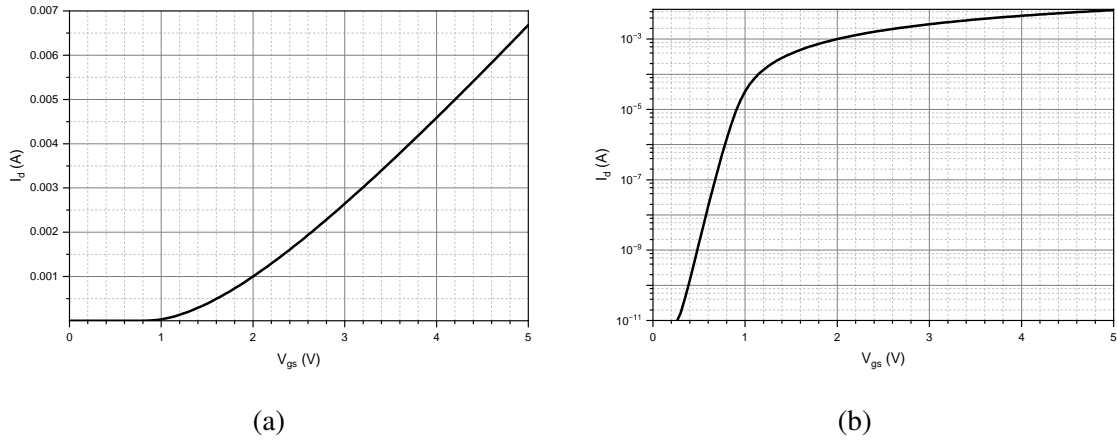 0.007
0.006
0.005
0.004
0.003
0.002
0.001
I_d (A)
0 1 2 3 4 5
V_gs (V)
(a)
10^-3
10^-5
10^-7
10^-9
10^-11
I_d (A)
0 1 2 3 4 5
V_gs (V)
(b)